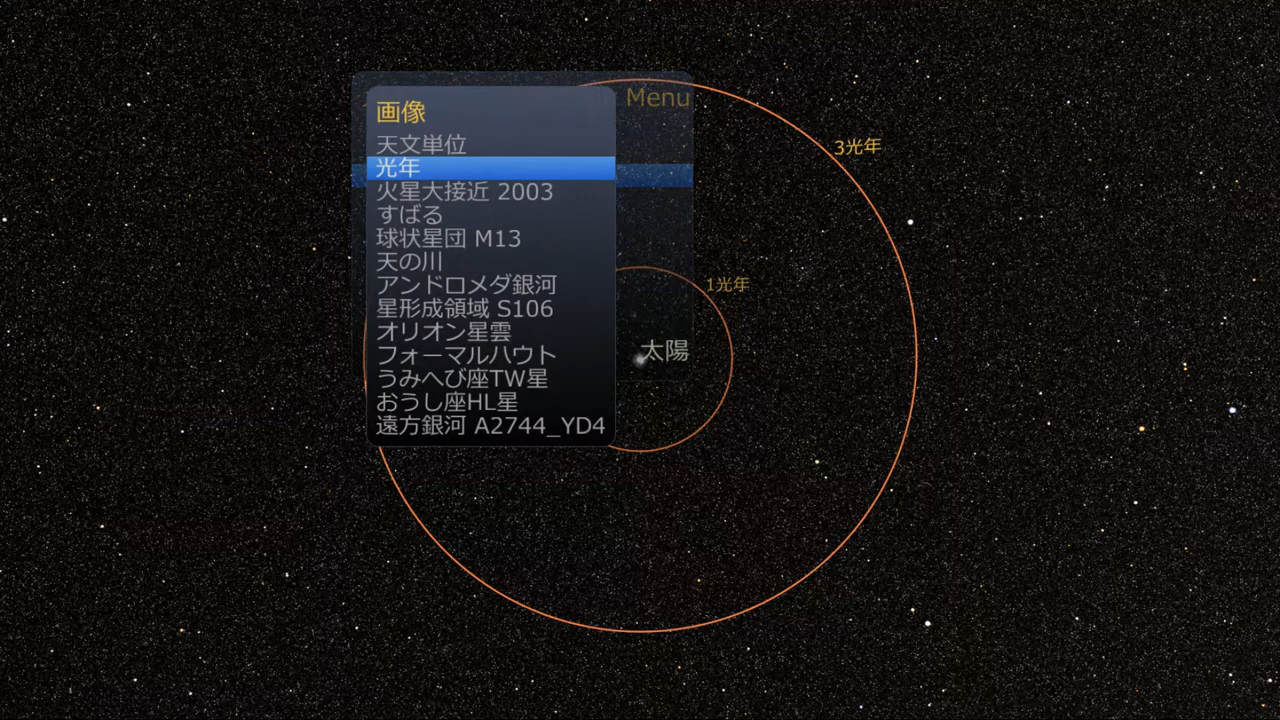 Menu
画像
天文単位
光年
火星大接近 2003
すばる
球状星団 M13
天の川
アンドロメダ銀河
星形成領域 S106
オリオン星雲
フォーマルハウト
うみへび座TW星
おうし座HL星
遠方銀河 A2744_YD4
3光年
1光年
太陽